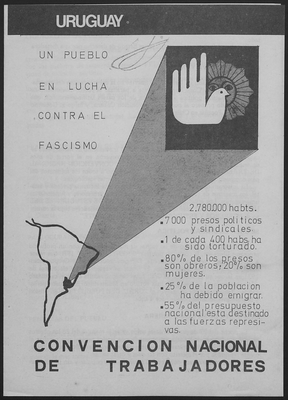 URUGUAY
UN PUEBLO
EN LUCHA
CONTRA EL
FASCISMO
2.780.000 habts.
.7000 presos políticos
y sindicales.
.1 de cada 400 habs ha
sido torturado.
.80% de los presos
son obreros, 20% son
mujeres.
.25% de la poblacion
ha debido emigrar.
.55% del presupuesto
nacional esta destinado
a las fuerzas represi-
vas.
CONVENCION NACIONAL
DE TRABAJADORES